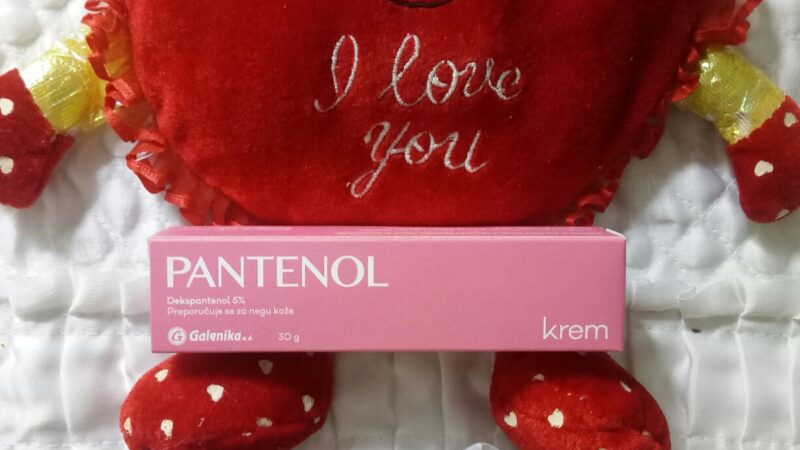 I love
you
PANTENOL
Dekspantenol 5%
Preporučuje se za negu kože
Galenika a.d.
30 g
krem